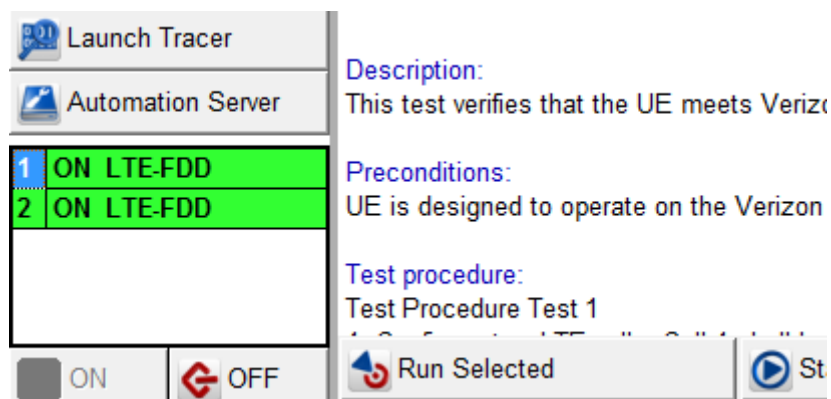 Launch Tracer
Automation Server
1 ON LTE-FDD
2 ON LTE-FDD
ON
OFF
Description:
This test verifies that the UE meets
Preconditions:
UE is designed to operate on the Verizon
Test procedure:
Test Procedure Test 1
Run Selected